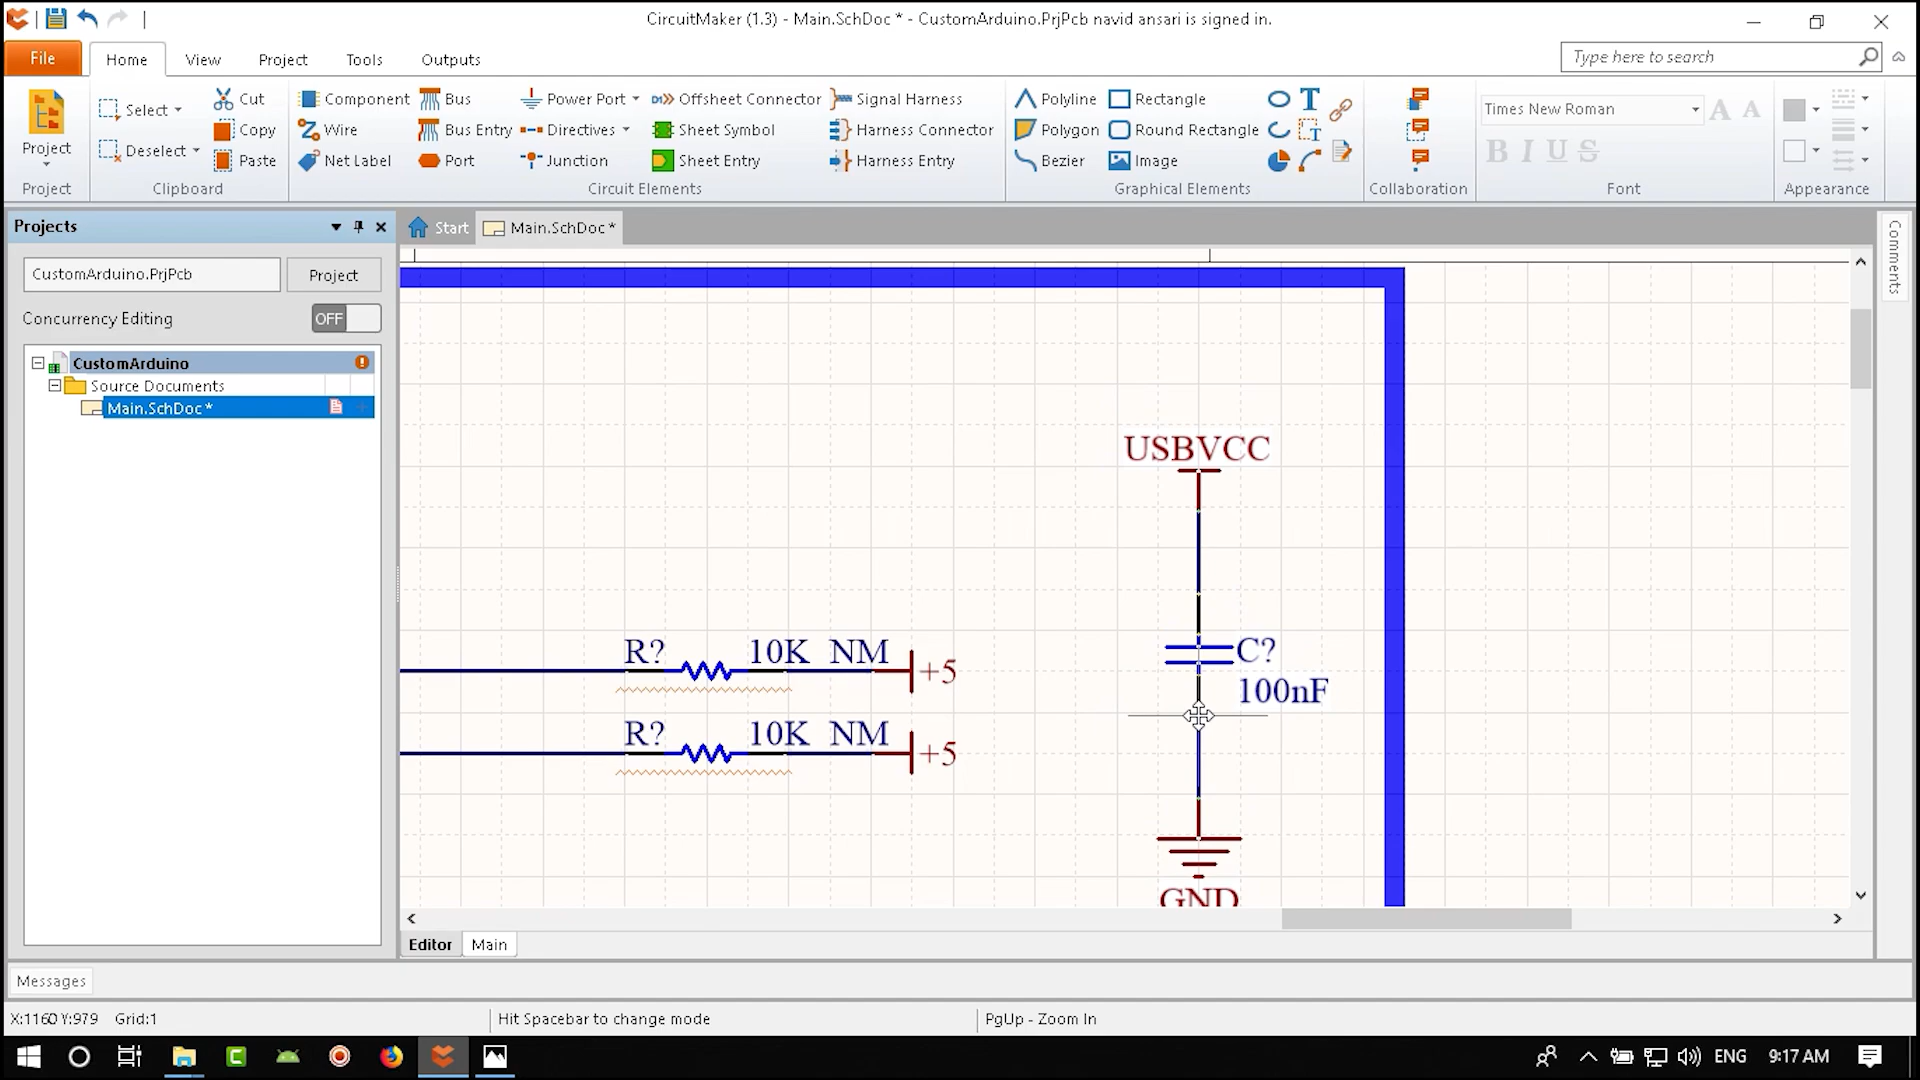 CircuitMaker (1.3) - Main.SchDoc * - CustomArduino.PrjPcb navid ansari is signed in.
File Home View Project Tools Outputs
Type here to search
Project
Select
Deselect
Cut
Copy
Paste
Component
Wire
Net Label
Bus
Bus Entry
Port
Power Port
Directives
Junction
Offsheet Connector
Sheet Symbol
Sheet Entry
Signal Harness
Harness Connector
Harness Entry
Polyline
Polygon
Bezier
Rectangle
Round Rectangle
Image
Times New Roman
A A
B I U S
Project Clipboard Circuit Elements Graphical Elements Collaboration Font Appearance
Projects
Start Main.SchDoc *
Comments
CustomArduino.PrjPcb Project
Concurrency Editing OFF
CustomArduino
Source Documents
Main.SchDoc *
USBVCC
C?
100nF
GND
R? 10K NM +5
R? 10K NM +5
Editor Main
Messages
X:1160 Y:979 Grid:1 Hit Spacebar to change mode PgUp - Zoom In
ENG 9:17 AM